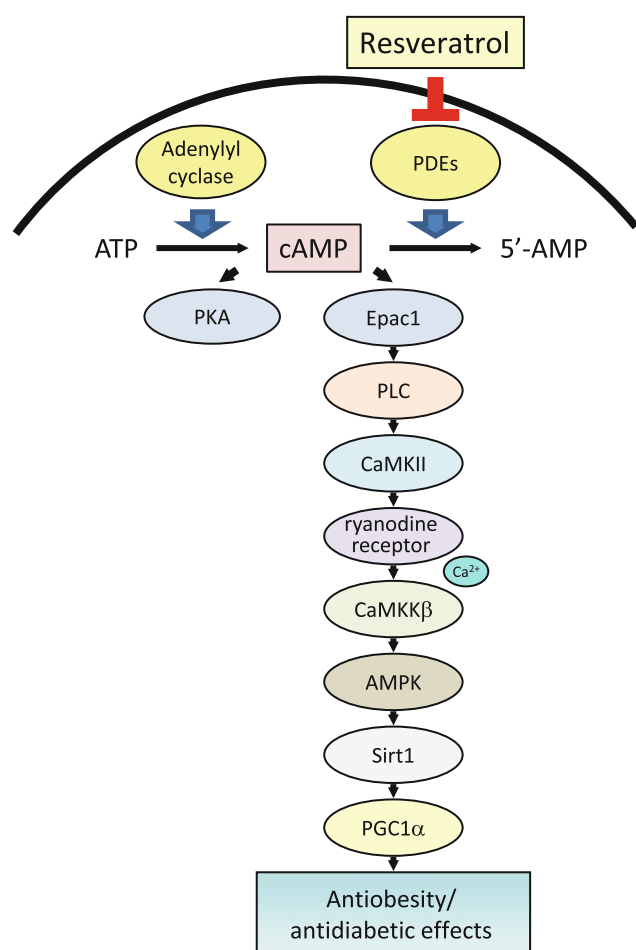 Resveratrol
Adenylyl
cyclase
PDEs
ATP
cAMP
5’-AMP
PKA
Epac1
PLC
CaMKII
ryanodine
receptor
Ca²⁺
CaMKKβ
AMPK
Sirt1
PGC1α
Antiobesity/
antidiabetic effects